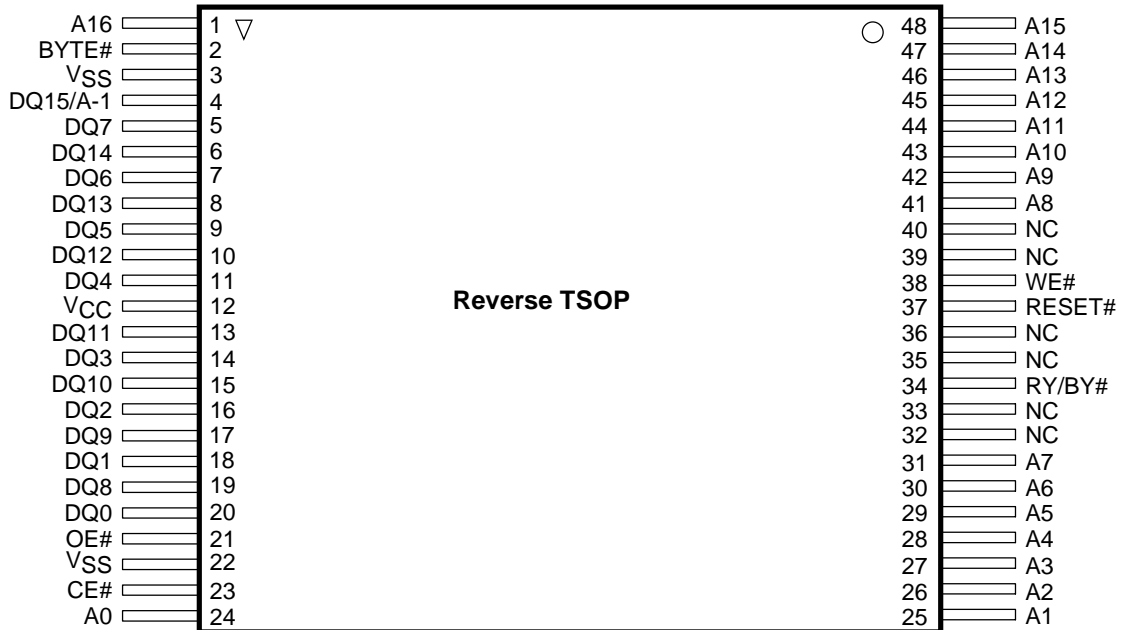 A16 1 48 A15
BYTE# 2 47 A14
VSS 3 46 A13
DQ15/A-1 4 45 A12
DQ7 5 44 A11
DQ14 6 43 A10
DQ6 7 42 A9
DQ13 8 41 A8
DQ5 9 40 NC
DQ12 10 39 NC
DQ4 11 38 WE#
Reverse TSOP
VCC 12 37 RESET#
DQ11 13 36 NC
DQ3 14 35 NC
DQ10 15 34 RY/BY#
DQ2 16 33 NC
DQ9 17 32 NC
DQ1 18 31 A7
DQ8 19 30 A6
DQ0 20 29 A5
OE# 21 28 A4
VSS 22 27 A3
CE# 23 26 A2
A0 24 25 A1